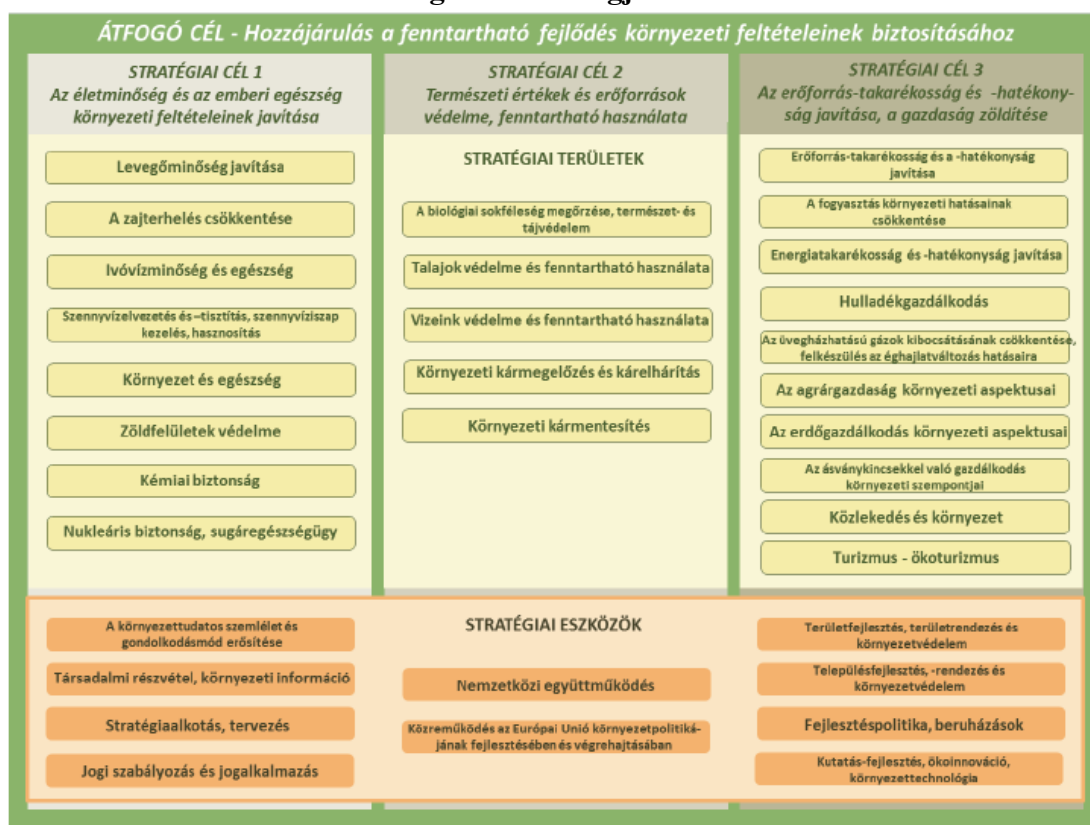 ÁTFOGÓ CÉL - Hozzájárulás a fenntartható fejlődés környezeti feltételeinek biztosításához
STRATÉGIAI CÉL 1
Az életminőség és az emberi egészség
környezeti feltételeinek javítása
Levegőminőség javítása
A zajterhelés csökkentése
Ivóvízminőség és egészség
Szennyvízelvezetés és –tisztítás, szennyvíziszap
kezelés, hasznosítás
Környezet és egészség
Zöldfelületek védelme
Kémiai biztonság
Nukleáris biztonság, sugáregészségügy
STRATÉGIAI CÉL 2
Természeti értékek és erőforrások
védelme, fenntartható használata
STRATÉGIAI TERÜLETEK
A biológiai sokféleség megőrzése, természet- és
tájvédelem
Talajok védelme és fenntartható használata
Vizeink védelme és fenntartható használata
Környezeti kármegelőzés és kárelhárítás
Környezeti kármentesítés
STRATÉGIAI CÉL 3
Az erőforrás-takarékosság és -hatékony-
ság javítása, a gazdaság zöldítése
Erőforrás-takarékosság és a -hatékonyság
javítása
A fogyasztás környezeti hatásainak
csökkentése
Energiatakarékosság és -hatékonyság javítása
Hulladékgazdálkodás
Az üvegházhatású gázok kibocsátásának csökkentése,
felkészülés az éghajlatváltozás hatásaira
Az agrárgazdaság környezeti aspektusai
Az erdőgazdálkodás környezeti aspektusai
Az ásványkincsekkel való gazdálkodás
környezeti szempontjai
Közlekedés és környezet
Turizmus - ökoturizmus
A környezettudatos szemlélet és
gondolkodásmód erősítése
Társadalmi részvétel, környezeti információ
Stratégiaalkotás, tervezés
Jogi szabályozás és jogalkalmazás
STRATÉGIAI ESZKÖZÖK
Nemzetközi együttműködés
Közreműködés az Európai Unió környezetpolitiká-
jának fejlesztésében és végrehajtásában
Területfejlesztés, területrendezés és
környezetvédelem
Településfejlesztés, -rendezés és
környezetvédelem
Fejlesztéspolitika, beruházások
Kutatás-fejlesztés, ökoinnováció,
környezettechnológia